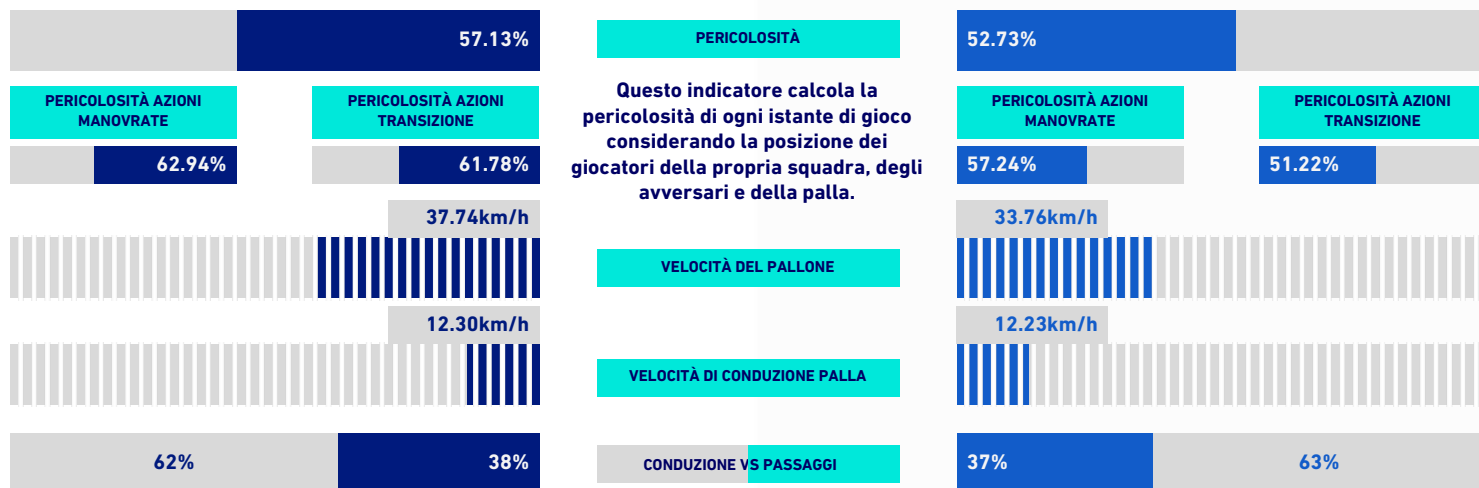 57.13%
PERICOLOSITÀ
52.73%
PERICOLOSITÀ AZIONI
MANOVRATE
PERICOLOSITÀ AZIONI
TRANSIZIONE
Questo indicatore calcola la
pericolosità di ogni istante di gioco
considerando la posizione dei
giocatori della propria squadra, degli
avversari e della palla.
PERICOLOSITÀ AZIONI
MANOVRATE
PERICOLOSITÀ AZIONI
TRANSIZIONE
62.94%
61.78%
57.24%
51.22%
37.74km/h
VELOCITÀ DEL PALLONE
33.76km/h
12.30km/h
VELOCITÀ DI CONDUZIONE PALLA
12.23km/h
62%
38%
CONDUZIONE VS PASSAGGI
37%
63%